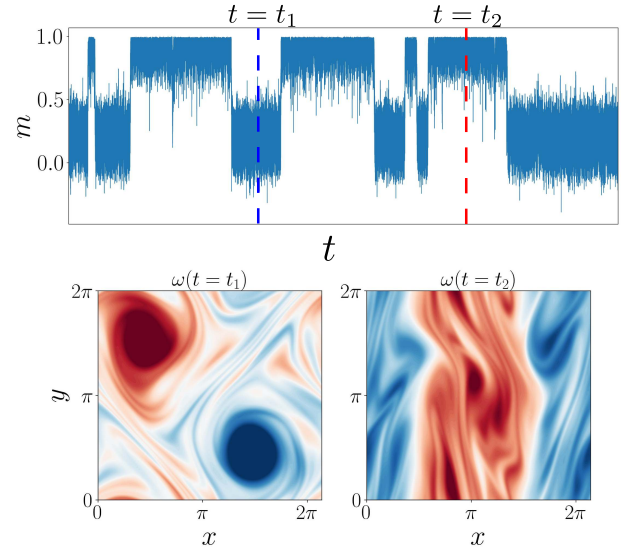 t = t₁ t = t₂
1.0
0.5
0.0
m
t
ω(t = t₁) ω(t = t₂)
2π 2π
π π
y
0 0
0 π 2π 0 π 2π
x x